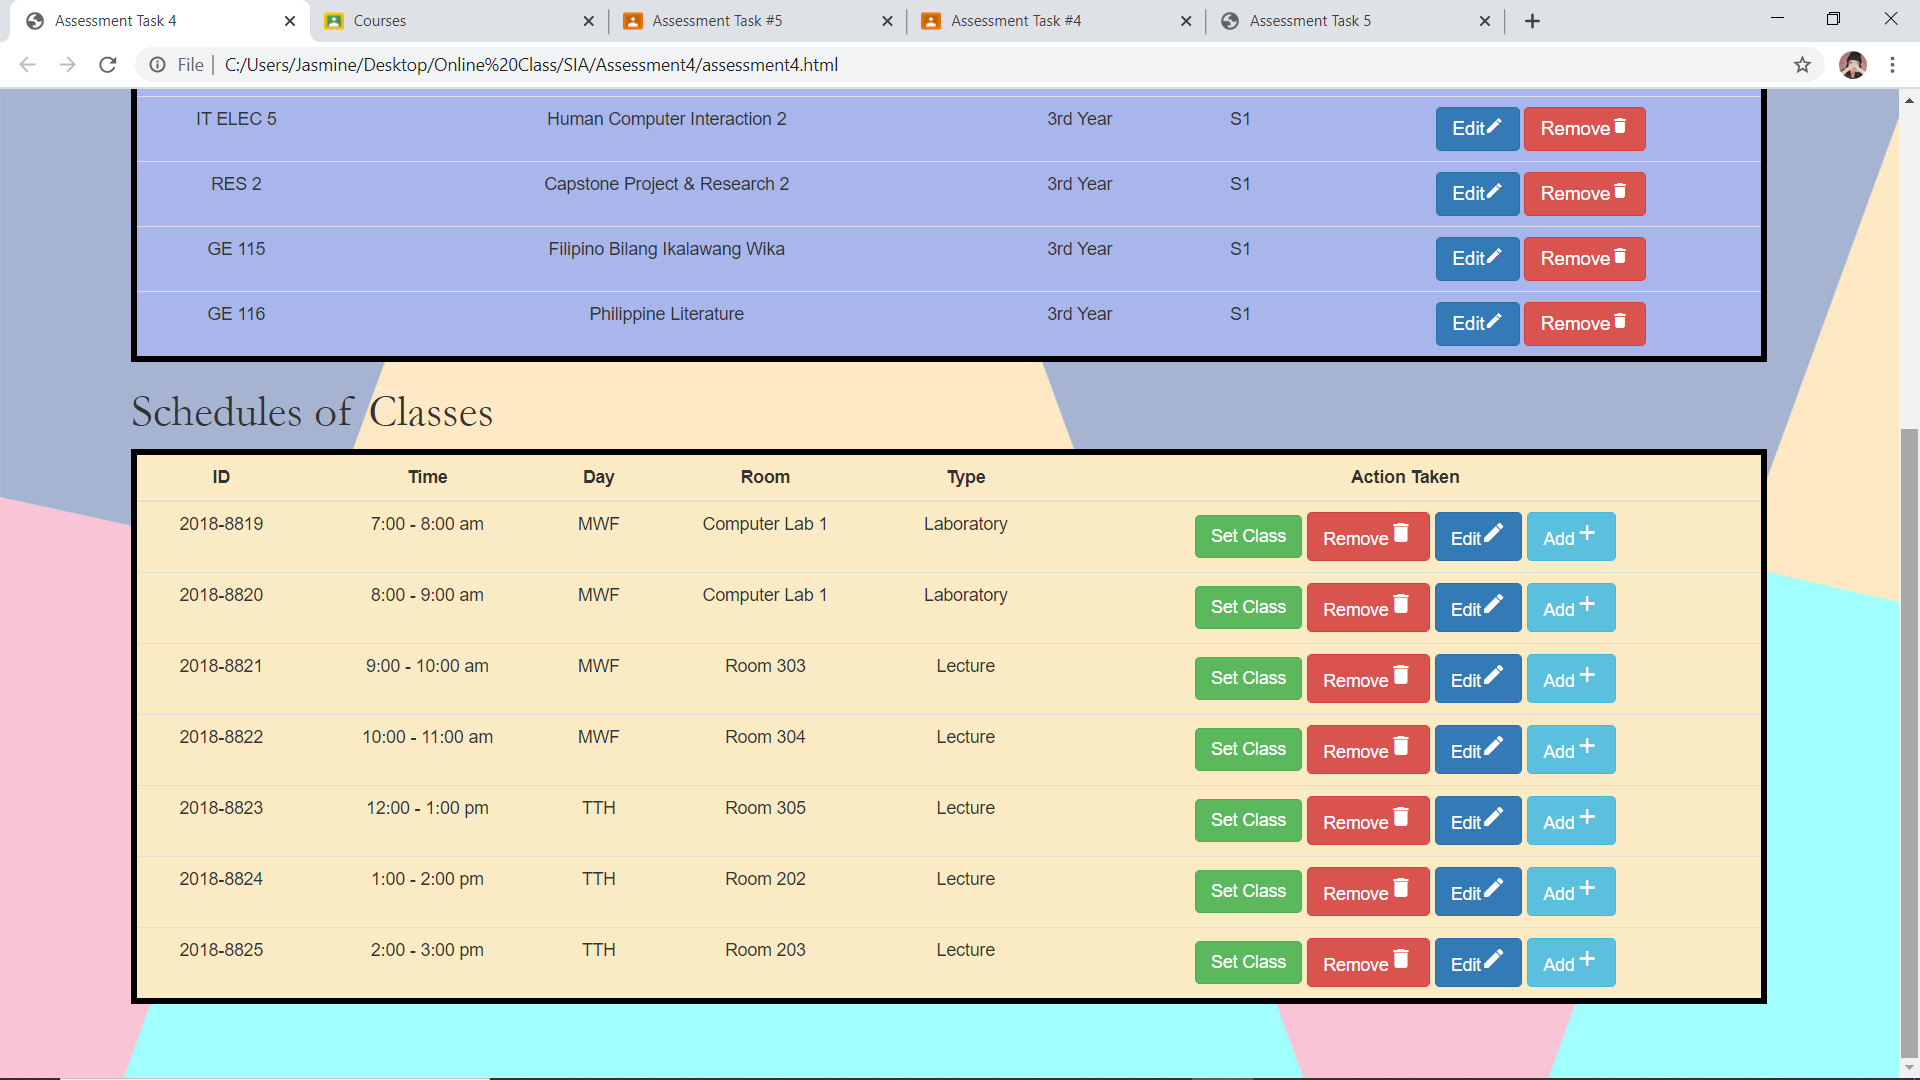 Assessment Task 4 Courses Assessment Task #5 Assessment Task #4 Assessment Task 5
File C:/Users/Jasmine/Desktop/Online%20Class/SIA/Assessment4/assessment4.html
IT ELEC 5 Human Computer Interaction 2 3rd Year S1 Edit Remove
RES 2 Capstone Project & Research 2 3rd Year S1 Edit Remove
GE 115 Filipino Bilang Ikalawang Wika 3rd Year S1 Edit Remove
GE 116 Philippine Literature 3rd Year S1 Edit Remove
Schedules of Classes
ID Time Day Room Type Action Taken
2018-8819 7:00 - 8:00 am MWF Computer Lab 1 Laboratory Set Class Remove Edit Add
2018-8820 8:00 - 9:00 am MWF Computer Lab 1 Laboratory Set Class Remove Edit Add
2018-8821 9:00 - 10:00 am MWF Room 303 Lecture Set Class Remove Edit Add
2018-8822 10:00 - 11:00 am MWF Room 304 Lecture Set Class Remove Edit Add
2018-8823 12:00 - 1:00 pm TTH Room 305 Lecture Set Class Remove Edit Add
2018-8824 1:00 - 2:00 pm TTH Room 202 Lecture Set Class Remove Edit Add
2018-8825 2:00 - 3:00 pm TTH Room 203 Lecture Set Class Remove Edit Add